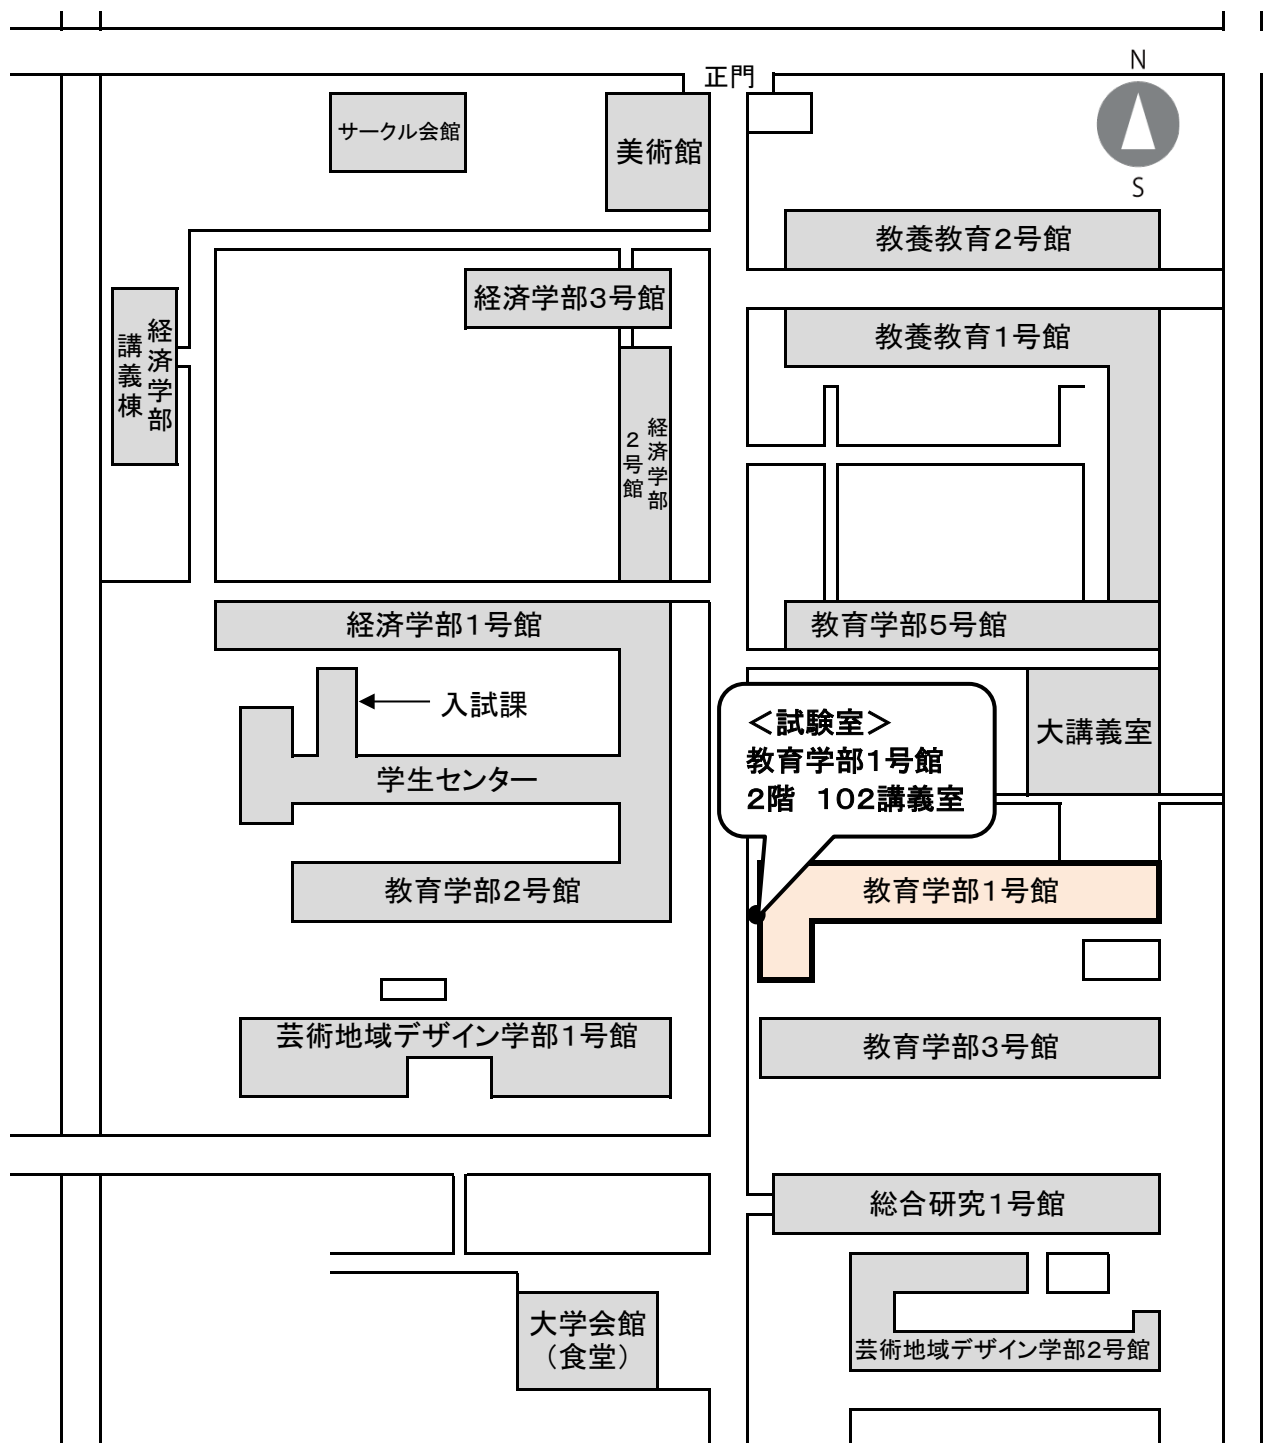 正門
N
S
サークル会館
美術館
教養教育2号館
経済学部3号館
経済学部
講義棟
教養教育1号館
経済学部
2号館
経済学部1号館
教育学部5号館
入試課
大講義室
＜試験室＞
教育学部1号館
2階　102講義室
学生センター
教育学部2号館
教育学部1号館
芸術地域デザイン学部1号館
教育学部3号館
総合研究1号館
大学会館
（食堂）
芸術地域デザイン学部2号館